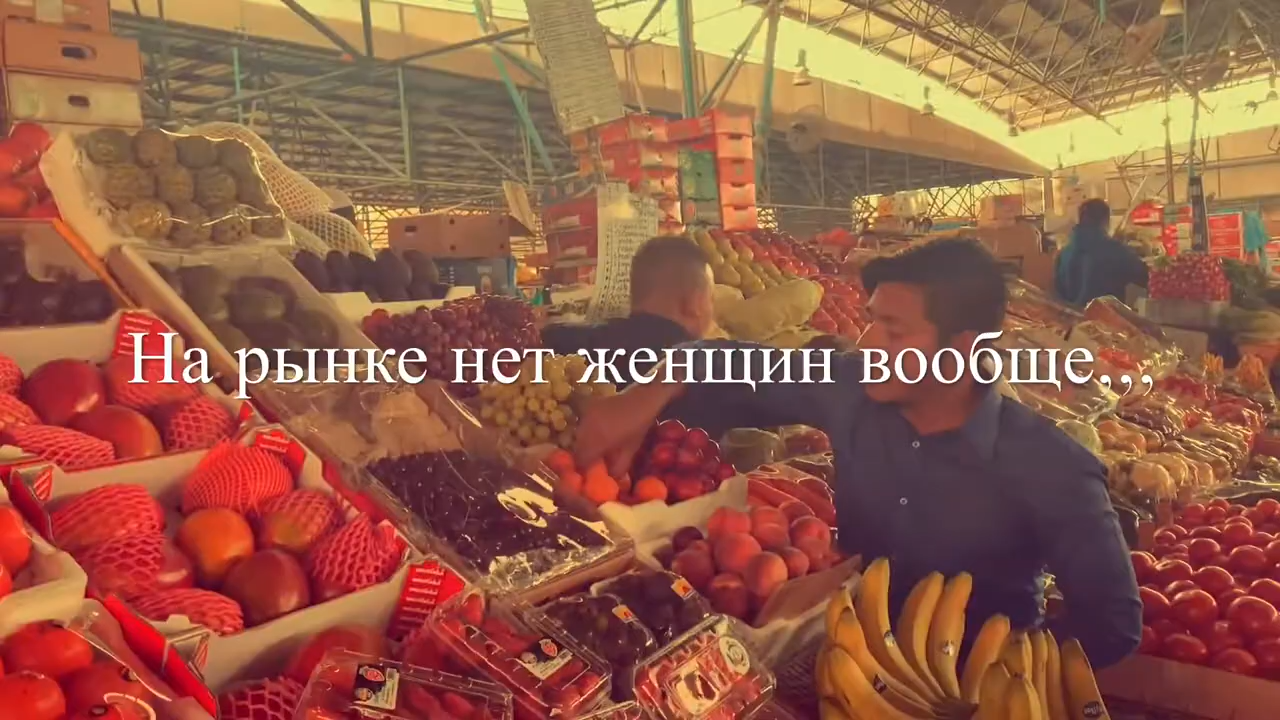 На рынке нет женщин вообще,,,